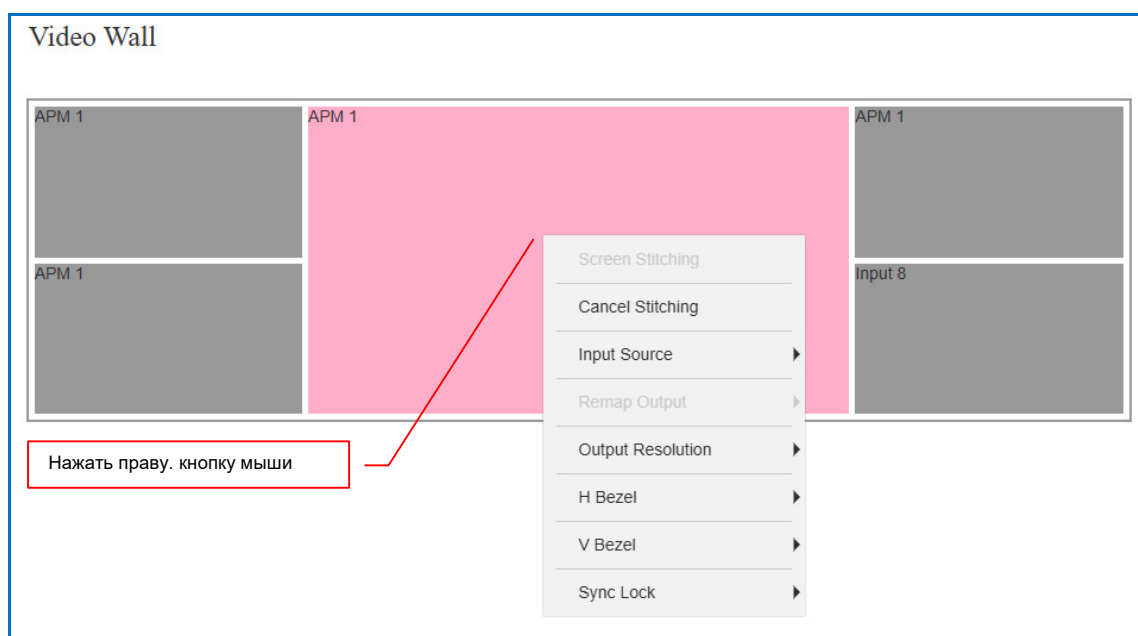 Video Wall
АРМ 1
АРМ 1
АРМ 1
АРМ 1
Input 8
Screen Stitching
Cancel Stitching
Input Source
Remap Output
Output Resolution
H Bezel
V Bezel
Sync Lock
Нажать праву. кнопку мыши